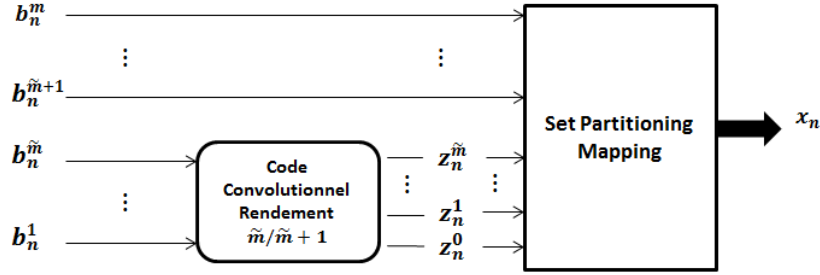 b_n^m
⋮ ⋮
b_n^{m̃+1}
Set Partitioning
Mapping
x_n
b_n^{m̃}
Code
Convolutionnel
Rendement
m̃/m̃ + 1
z_n^{m̃}
⋮ ⋮ ⋮
z_n^1
b_n^1
z_n^0